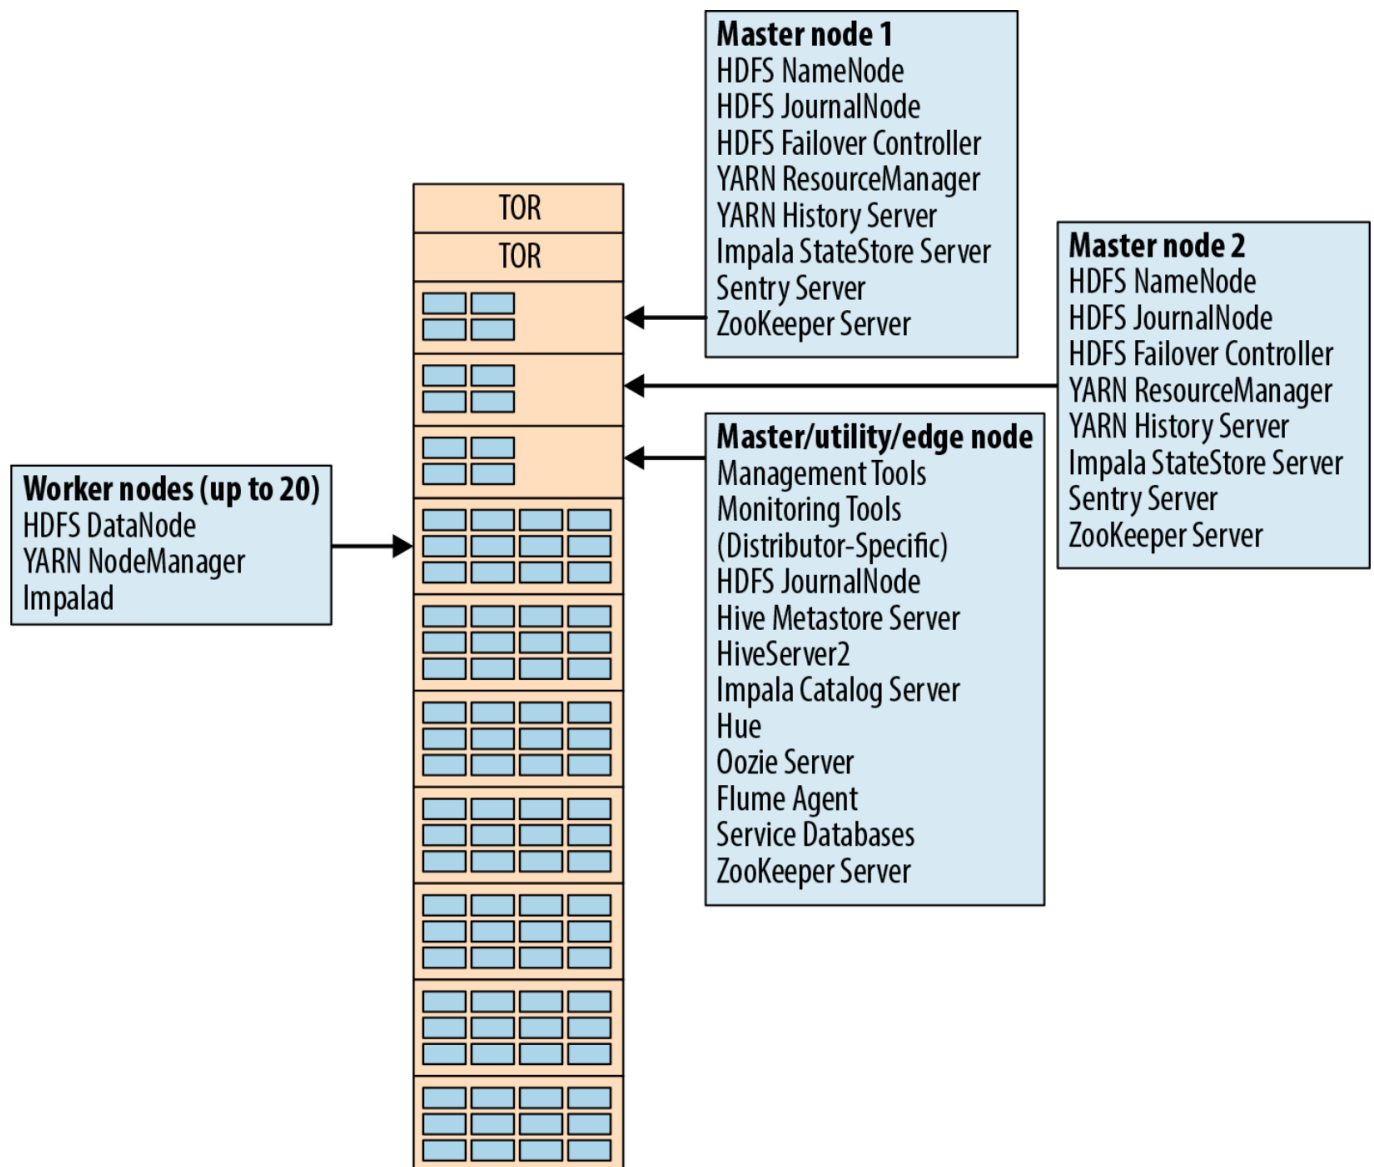 Master node 1
HDFS NameNode
HDFS JournalNode
HDFS Failover Controller
YARN ResourceManager
YARN History Server
Impala StateStore Server
Sentry Server
ZooKeeper Server
TOR
TOR
Master node 2
HDFS NameNode
HDFS JournalNode
HDFS Failover Controller
YARN ResourceManager
YARN History Server
Impala StateStore Server
Sentry Server
ZooKeeper Server
Master/utility/edge node
Management Tools
Monitoring Tools
(Distributor-Specific)
HDFS JournalNode
Hive Metastore Server
HiveServer2
Impala Catalog Server
Hue
Oozie Server
Flume Agent
Service Databases
ZooKeeper Server
Worker nodes (up to 20)
HDFS DataNode
YARN NodeManager
Impalad